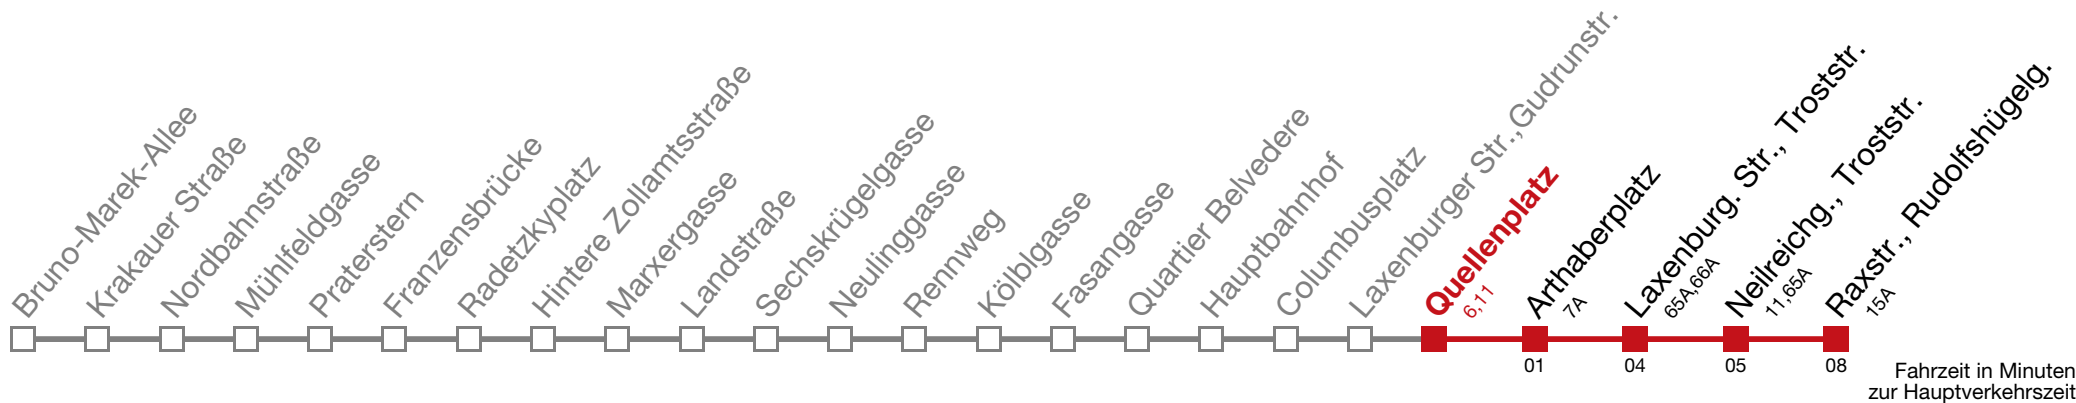 Bruno-Marek-Allee
Krakauer Straße
Nordbahnstraße
Mühlfeldgasse
Praterstern
Franzensbrücke
Radetzkyplatz
Hintere Zollamtsstraße
Marxergasse
Landstraße
Sechskrügelgasse
Neulinggasse
Rennweg
Kölblgasse
Fasangasse
Quartier Belvedere
Hauptbahnhof
Columbusplatz
Laxenburger Str.,Gudrunstr.
Quellenplatz
6,11
Arthaberplatz
7A
Laxenburg. Str., Troststr.
65A,66A
Neilreichg., Troststr.
11,65A
Raxstr., Rudolfshügelg.
15A
01
04
05
08
Fahrzeit in Minuten
zur Hauptverkehrszeit